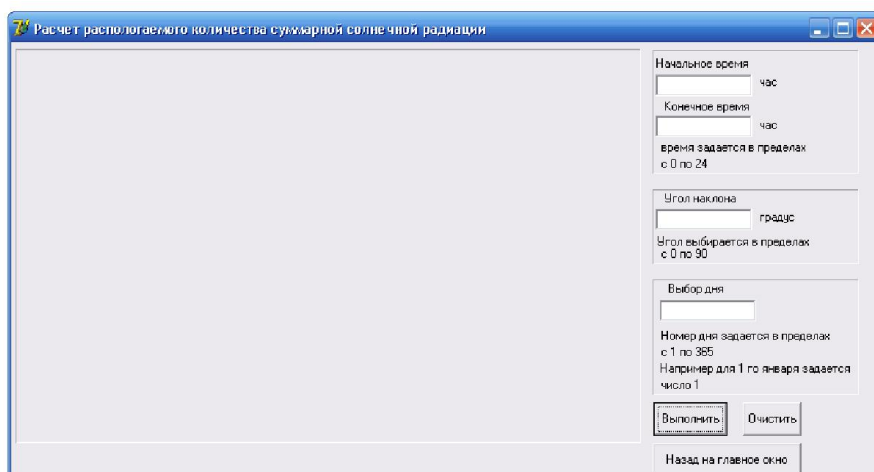 Расчет распологаемого количества суммарной солнечной радиации
Начальное время
час
Конечное время
час
время задается в пределах
с 0 по 24
Угол наклона
градус
Угол выбирается в пределах
с 0 по 90
Выбор дня
Номер дня задается в пределах
с 1 по 365
Например для 1 го января задается
число 1
Выполнить Очистить
Назад на главное окно